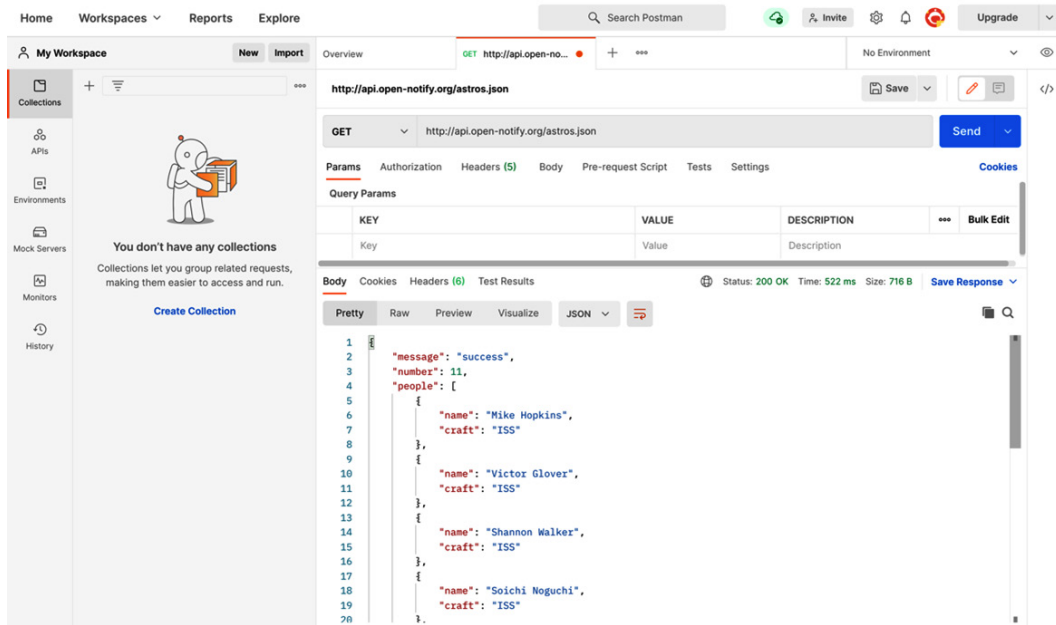 Home Workspaces Reports Explore Search Postman Invite Upgrade
My Workspace New Import Overview GET http://api.open-no... No Environment
Collections
APIs
Environments
Mock Servers
Monitors
History
You don't have any collections
Collections let you group related requests,
making them easier to access and run.
Create Collection
http://api.open-notify.org/astros.json Save
GET http://api.open-notify.org/astros.json Send
Params Authorization Headers (5) Body Pre-request Script Tests Settings Cookies
Query Params
KEY VALUE DESCRIPTION Bulk Edit
Key Value Description
Body Cookies Headers (6) Test Results Status: 200 OK Time: 522 ms Size: 716 B Save Response
Pretty Raw Preview Visualize JSON
1 {
2 "message": "success",
3 "number": 11,
4 "people": [
5 {
6 "name": "Mike Hopkins",
7 "craft": "ISS"
8 },
9 {
10 "name": "Victor Glover",
11 "craft": "ISS"
12 },
13 {
14 "name": "Shannon Walker",
15 "craft": "ISS"
16 },
17 {
18 "name": "Soichi Noguchi",
19 "craft": "ISS"
20 },